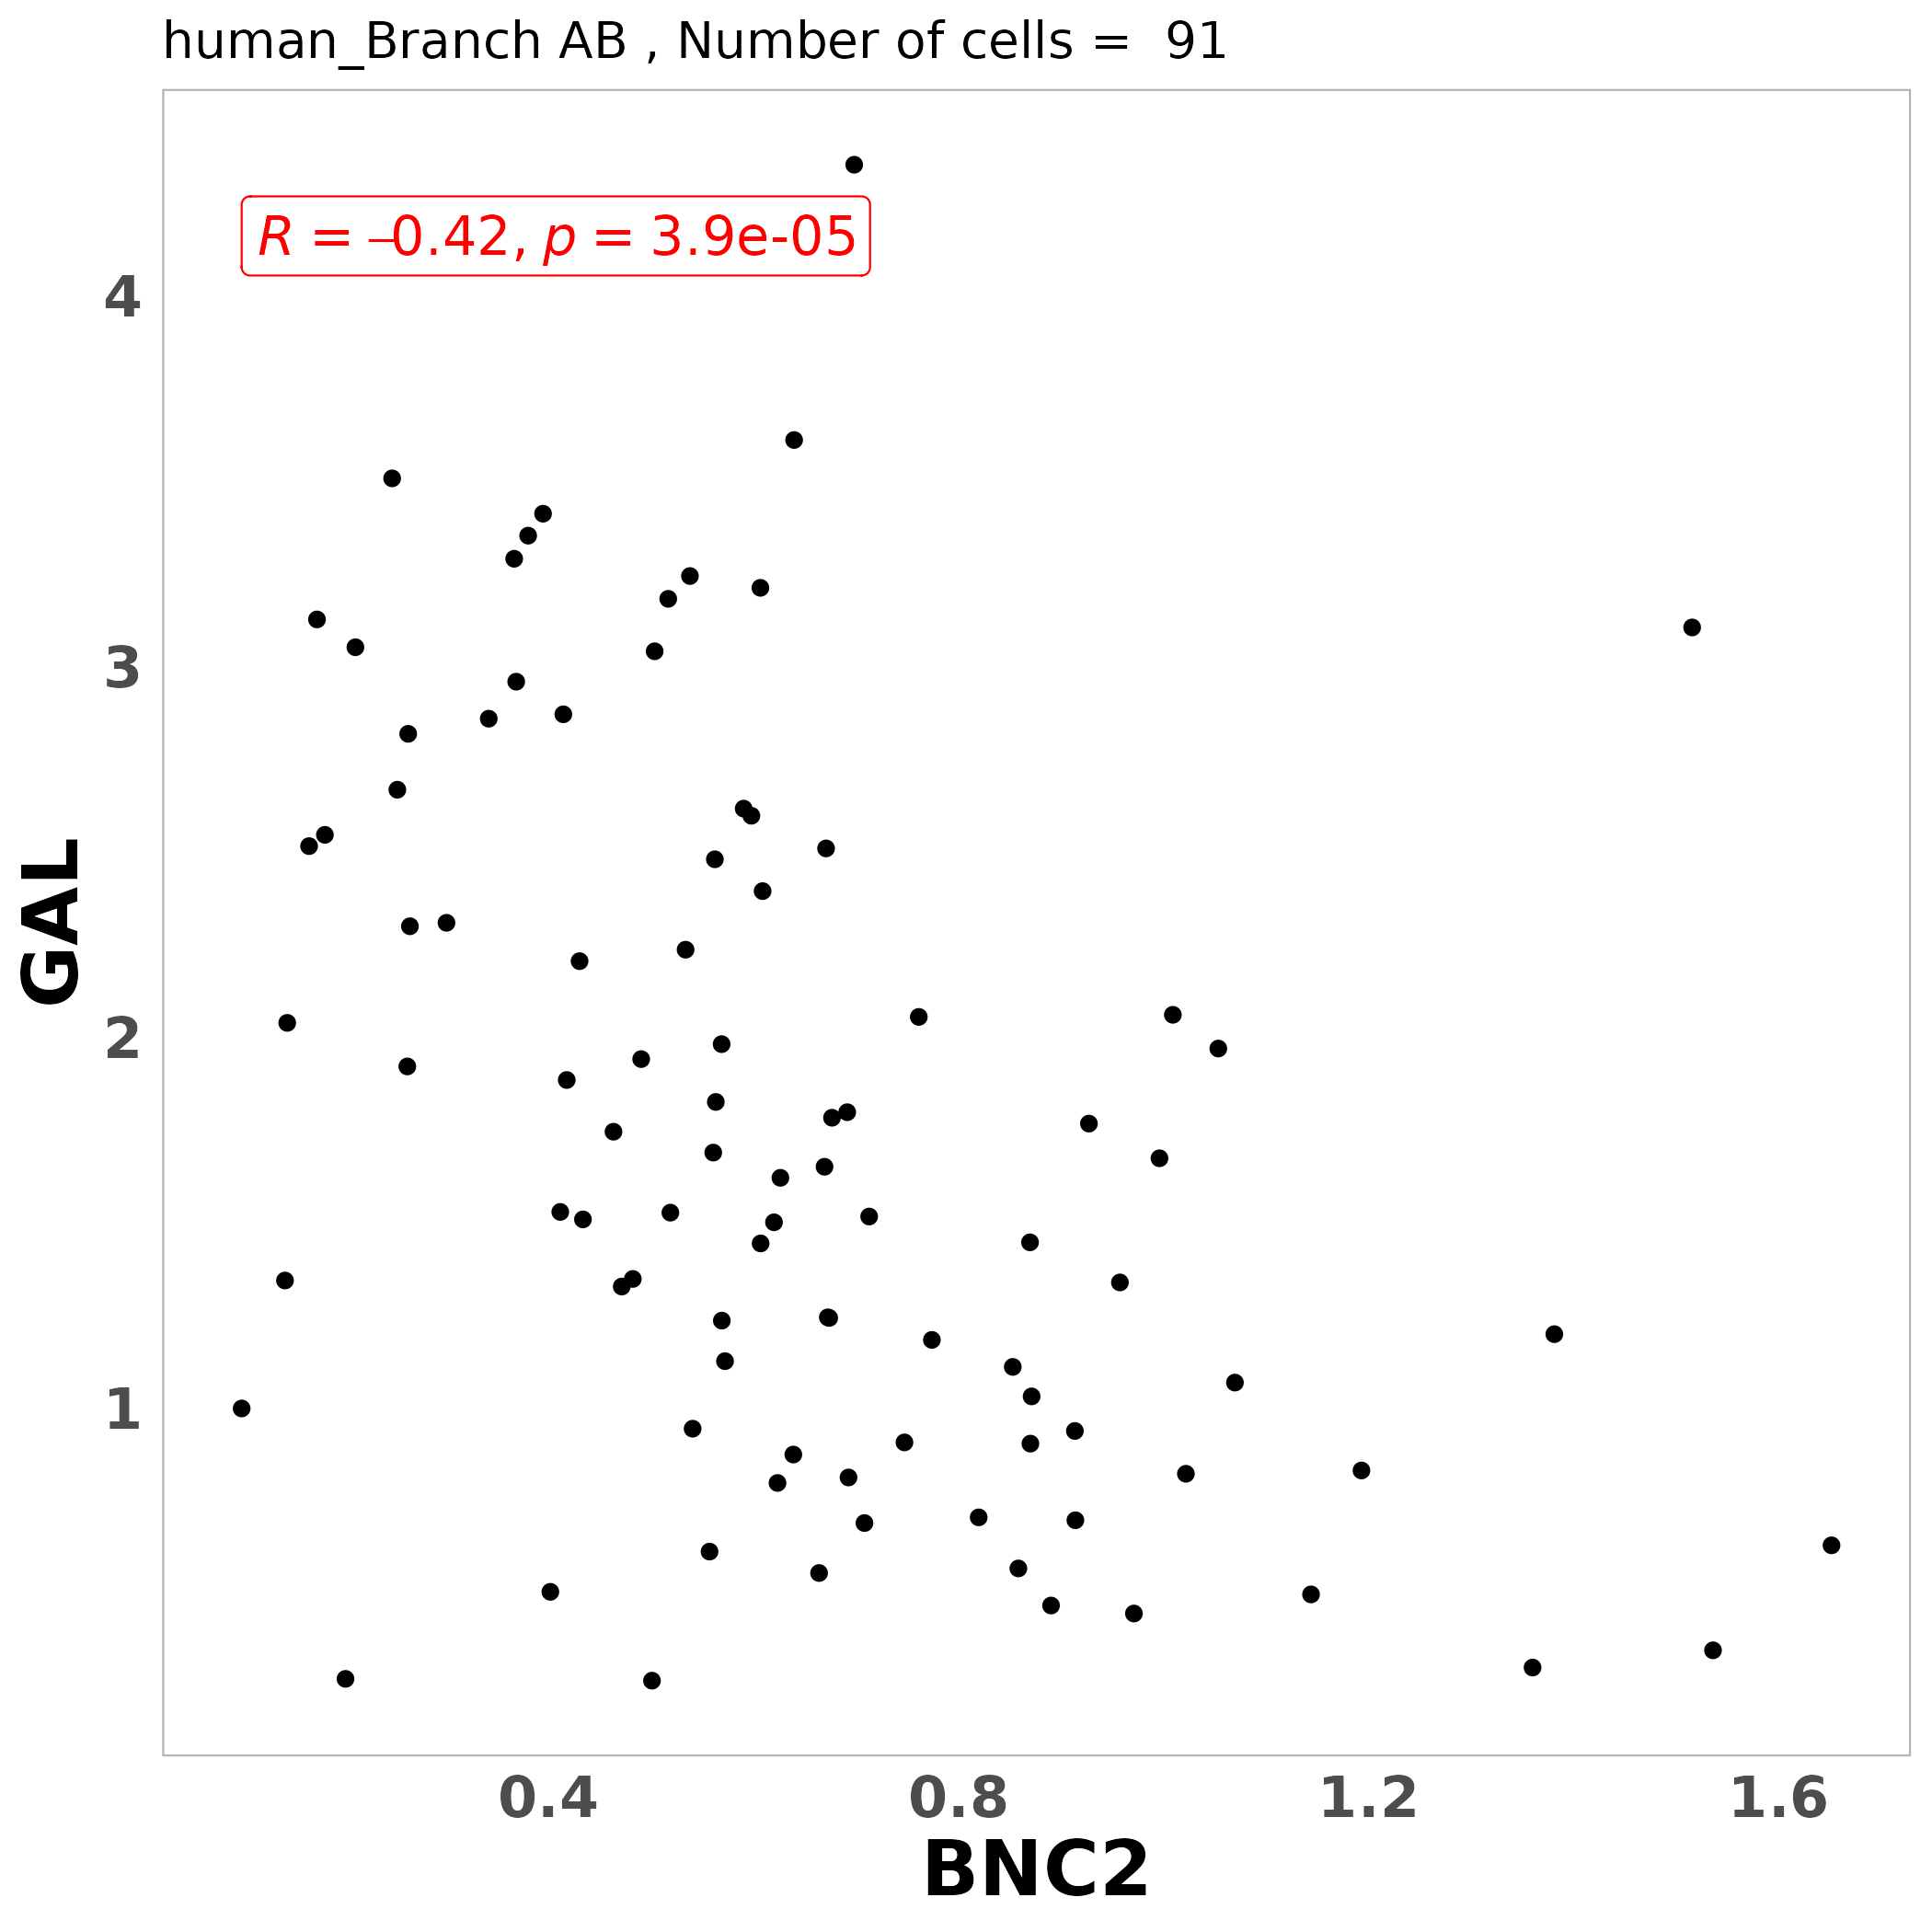 human_Branch AB , Number of cells =  91
R = –0.42, p = 3.9e-05
4
3
2
1
GAL
0.4 0.8 1.2 1.6
BNC2